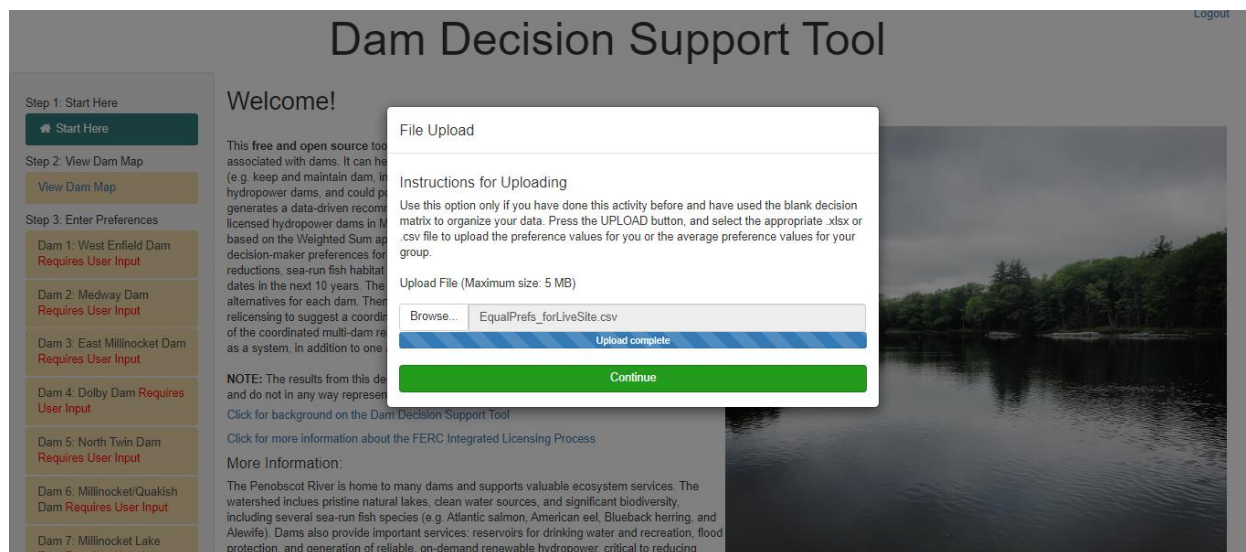 Logout
Dam Decision Support Tool
Step 1: Start Here
Start Here
Step 2: View Dam Map
View Dam Map
Step 3: Enter Preferences
Dam 1: West Enfield Dam
Requires User Input
Dam 2: Medway Dam
Requires User Input
Dam 3: East Millinocket Dam
Requires User Input
Dam 4: Dolby Dam Requires
User Input
Dam 5: North Twin Dam
Requires User Input
Dam 6: Millinocket/Quakish
Dam Requires User Input
Dam 7: Millinocket Lake
Welcome!
This free and open source too
associated with dams. It can he
(e.g. keep and maintain dam, in
hydropower dams, and could po
generates a data-driven recomm
licensed hydropower dams in M
based on the Weighted Sum ap
decision-maker preferences for
reductions, sea-run fish habitat
dates in the next 10 years. The
alternatives for each dam. Then
relicensing to suggest a coordin
of the coordinated multi-dam re
as a system, in addition to one
NOTE: The results from this de
and do not in any way represen
Click for background on the Dam Decision Support Tool
Click for more information about the FERC Integrated Licensing Process
More Information:
The Penobscot River is home to many dams and supports valuable ecosystem services. The
watershed inclues pristine natural lakes, clean water sources, and significant biodiversity,
including several sea-run fish species (e.g. Atlantic salmon, American eel, Blueback herring, and
Alewife). Dams also provide important services: reservoirs for drinking water and recreation, flood
protection, and generation of reliable, on-demand renewable hydropower, critical to reducing
File Upload
Instructions for Uploading
Use this option only if you have done this activity before and have used the blank decision
matrix to organize your data. Press the UPLOAD button, and select the appropriate .xlsx or
.csv file to upload the preference values for you or the average preference values for your
group.
Upload File (Maximum size: 5 MB)
Browse... EqualPrefs_forLiveSite.csv
Upload complete
Continue